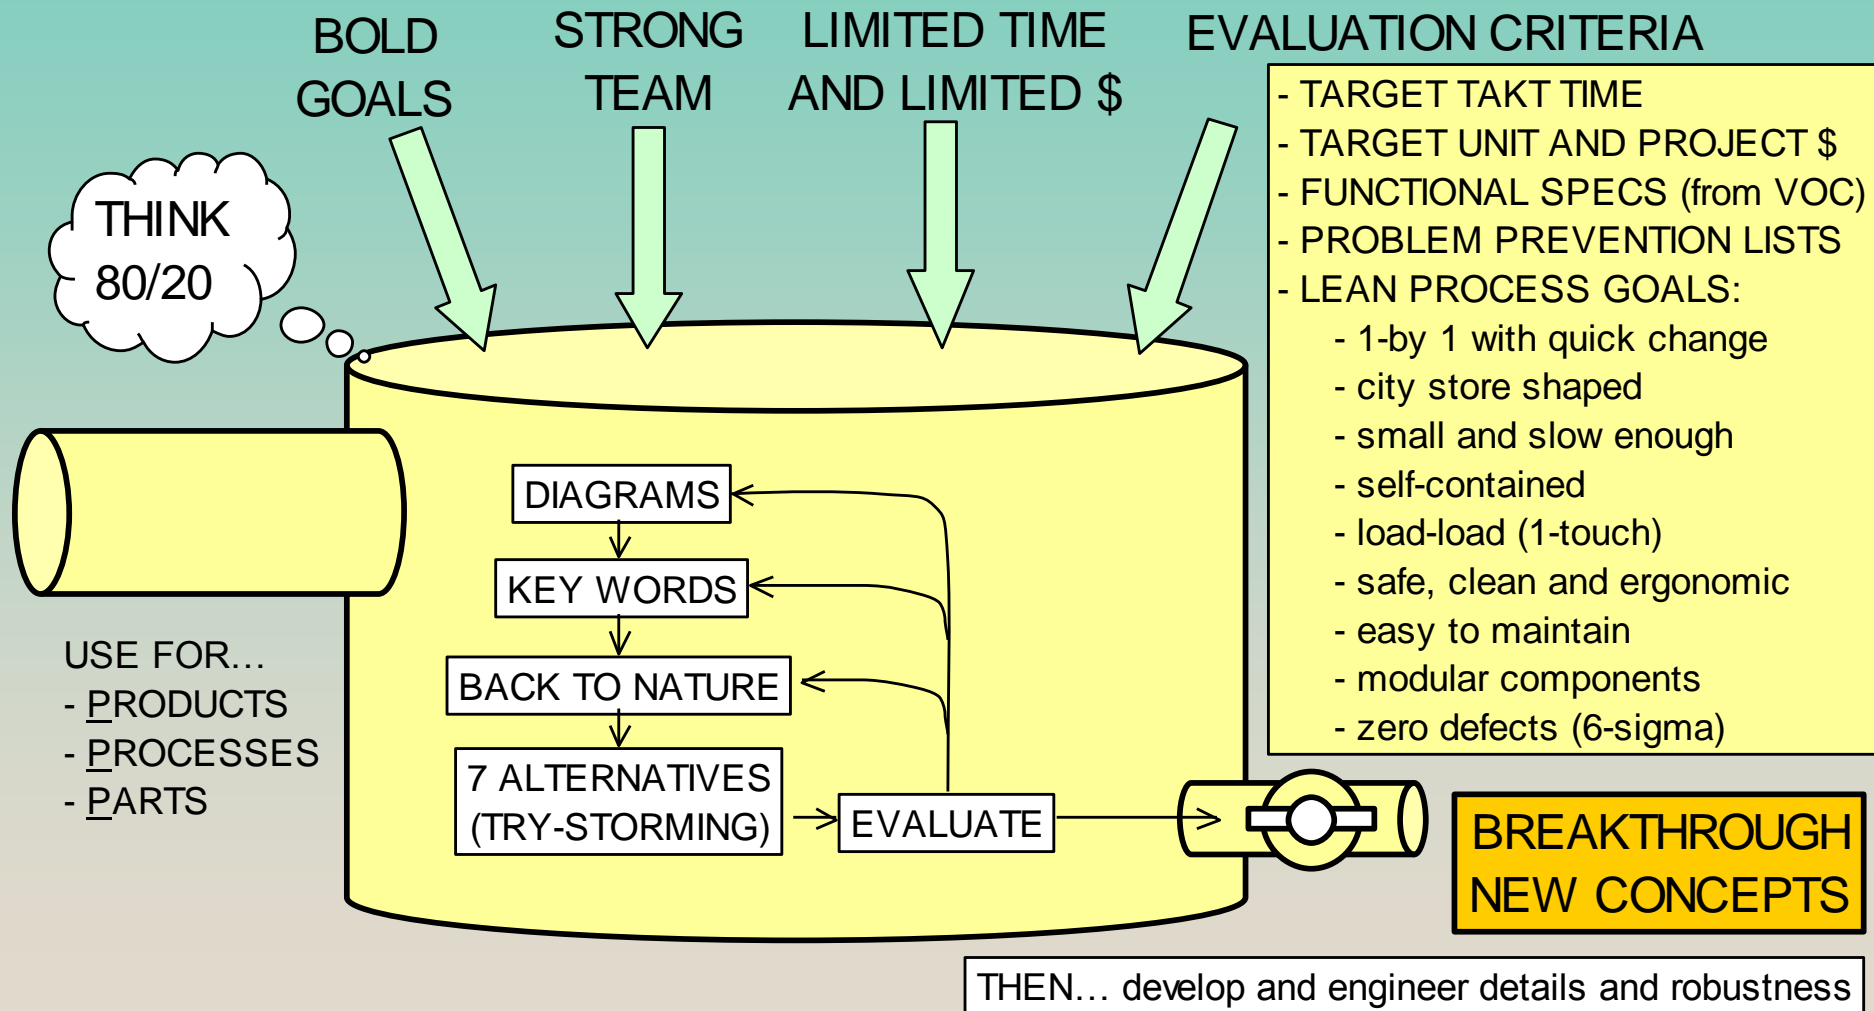 BOLD
GOALS
STRONG
TEAM
LIMITED TIME
AND LIMITED $
EVALUATION CRITERIA
- TARGET TAKT TIME
- TARGET UNIT AND PROJECT $
- FUNCTIONAL SPECS (from VOC)
- PROBLEM PREVENTION LISTS
- LEAN PROCESS GOALS:
- 1-by 1 with quick change
- city store shaped
- small and slow enough
- self-contained
- load-load (1-touch)
- safe, clean and ergonomic
- easy to maintain
- modular components
- zero defects (6-sigma)
THINK
80/20
DIAGRAMS
KEY WORDS
BACK TO NATURE
7 ALTERNATIVES
(TRY-STORMING)
EVALUATE
USE FOR...
- PRODUCTS
- PROCESSES
- PARTS
BREAKTHROUGH
NEW CONCEPTS
THEN... develop and engineer details and robustness